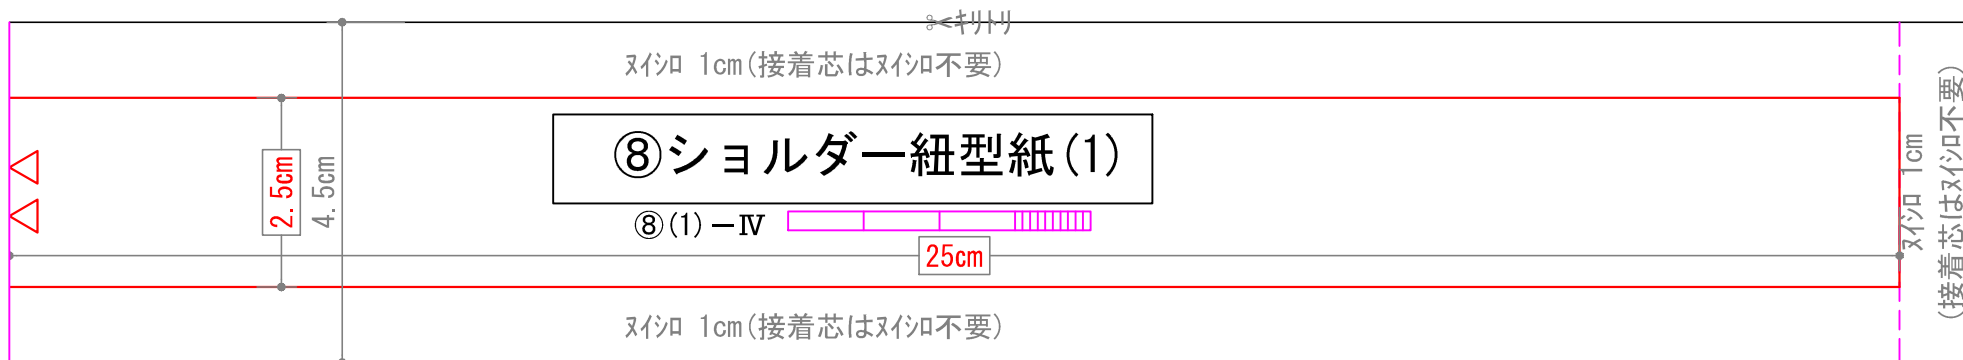 ✂キリトリ
ヌイシロ 1cm(接着芯はヌイシロ不要)
⑧ショルダー紐型紙(1)
2.5cm
4.5cm
⑧(1)-Ⅳ
25cm
ヌイシロ 1cm
(接着芯はヌイシロ不要)
ヌイシロ 1cm(接着芯はヌイシロ不要)